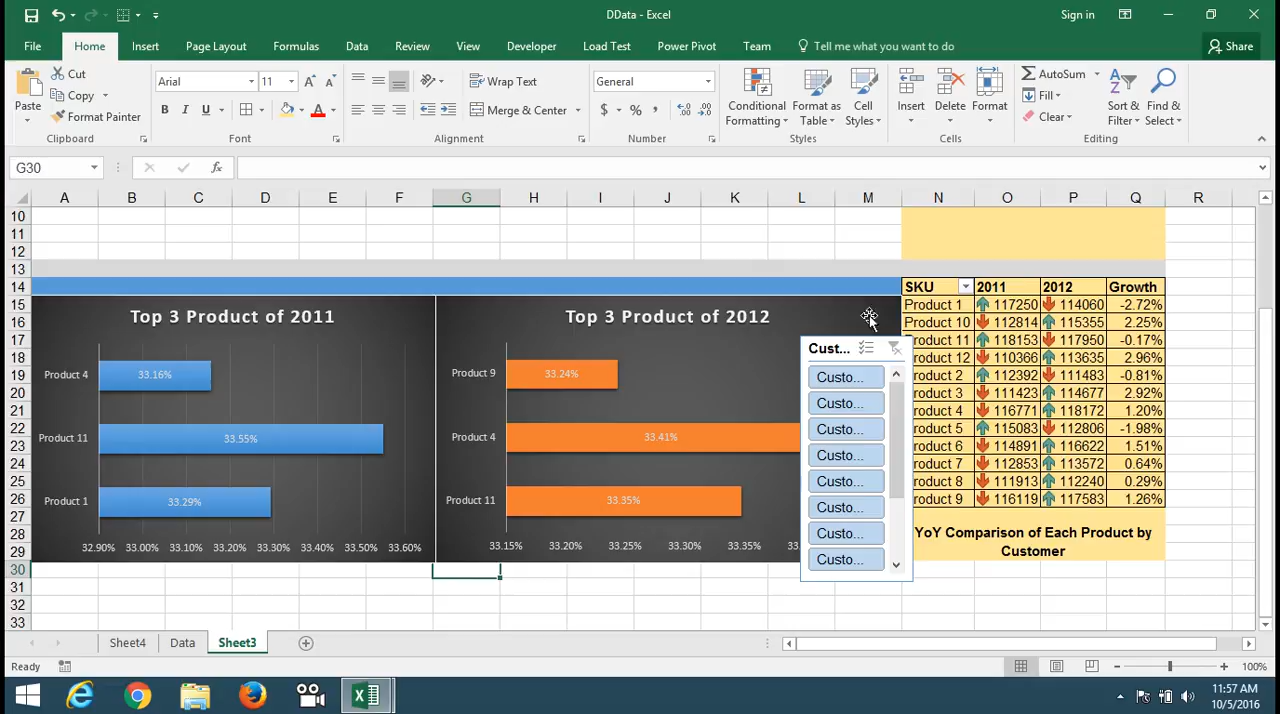 DData - Excel
Sign in
File Home Insert Page Layout Formulas Data Review View Developer Load Test Power Pivot Team Tell me what you want to do Share
Paste
Cut
Copy
Format Painter
Clipboard
Arial 11
B I U
Font
Wrap Text
Merge & Center
Alignment
General
$ % ,
Number
Conditional Formatting
Format as Table
Cell Styles
Styles
Insert Delete Format
Cells
AutoSum
Fill
Clear
Sort & Filter
Find & Select
Editing
G30 fx
A B C D E F G H I J K L M N O P Q R
10
11
12
13
14
15
16
17
18
19
20
21
22
23
24
25
26
27
28
29
30
31
32
33
Top 3 Product of 2011
Product 4 33.16%
Product 11 33.55%
Product 1 33.29%
32.90% 33.00% 33.10% 33.20% 33.30% 33.40% 33.50% 33.60%
Top 3 Product of 2012
Product 9 33.24%
Product 4 33.41%
Product 11 33.35%
33.15% 33.20% 33.25% 33.30% 33.35%
Cust...
Custo...
Custo...
Custo...
Custo...
Custo...
Custo...
Custo...
Custo...
SKU 2011 2012 Growth
Product 1 117250 114060 -2.72%
Product 10 112814 115355 2.25%
Product 11 118153 117950 -0.17%
Product 12 110366 113635 2.96%
Product 2 112392 111483 -0.81%
Product 3 111423 114677 2.92%
Product 4 116771 118172 1.20%
Product 5 115083 112806 -1.98%
Product 6 114891 116622 1.51%
Product 7 112853 113572 0.64%
Product 8 111913 112240 0.29%
Product 9 116119 117583 1.26%
YoY Comparison of Each Product by
Customer
Sheet4 Data Sheet3
Ready
100%
11:57 AM
10/5/2016